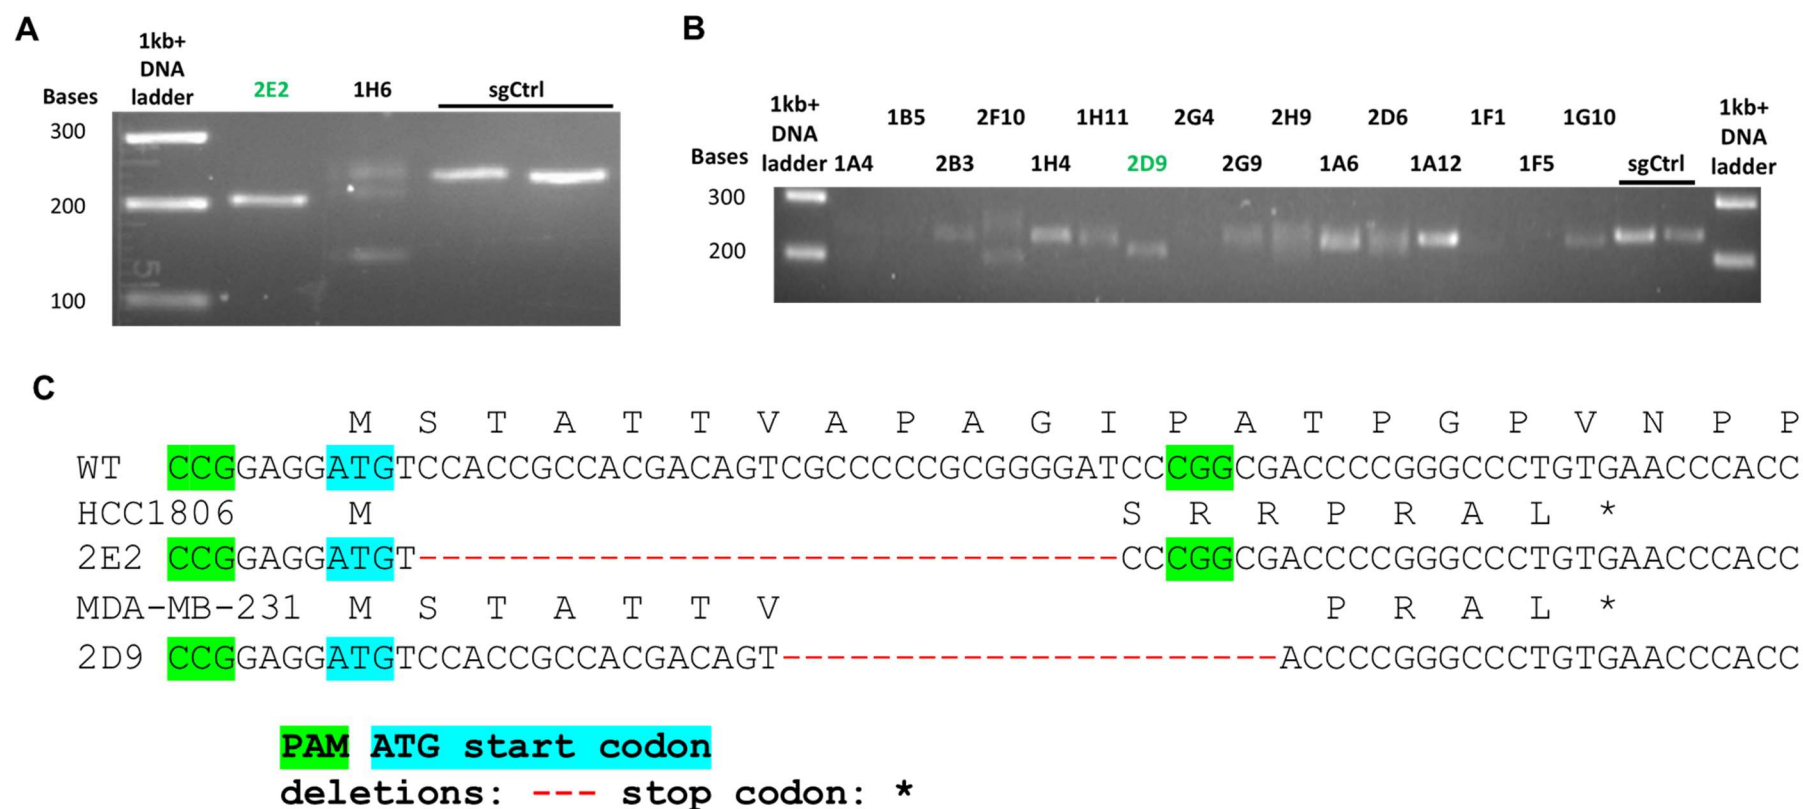 A
1kb+
DNA
ladder
Bases
2E2
1H6
sgCtrl
300
200
100
B
1kb+
DNA
ladder
Bases
1B5 2F10 1H11 2G4 2H9 2D6 1F1 1G10
1A4 2B3 1H4 2D9 2G9 1A6 1A12 1F5 sgCtrl
1kb+
DNA
ladder
300
200
C
M S T A T T V A P A G I P A T P G P V N P P
WT CCGGAGGATGTCCACCGCCACGACAGTCGCCCCCGCGGGGATCCCGGCGACCCCGGGCCCTGTGAACCCACC
HCC1806 M S R R P R A L *
2E2 CCGGAGGATGT-------------------------------CCCGGCGACCCCGGGCCCTGTGAACCCACC
MDA-MB-231 M S T A T T V P R A L *
2D9 CCGGAGGATGTCCACCGCCACGACAGT----------------------ACCCCGGGCCCTGTGAACCCACC
PAM ATG start codon
deletions: --- stop codon: *